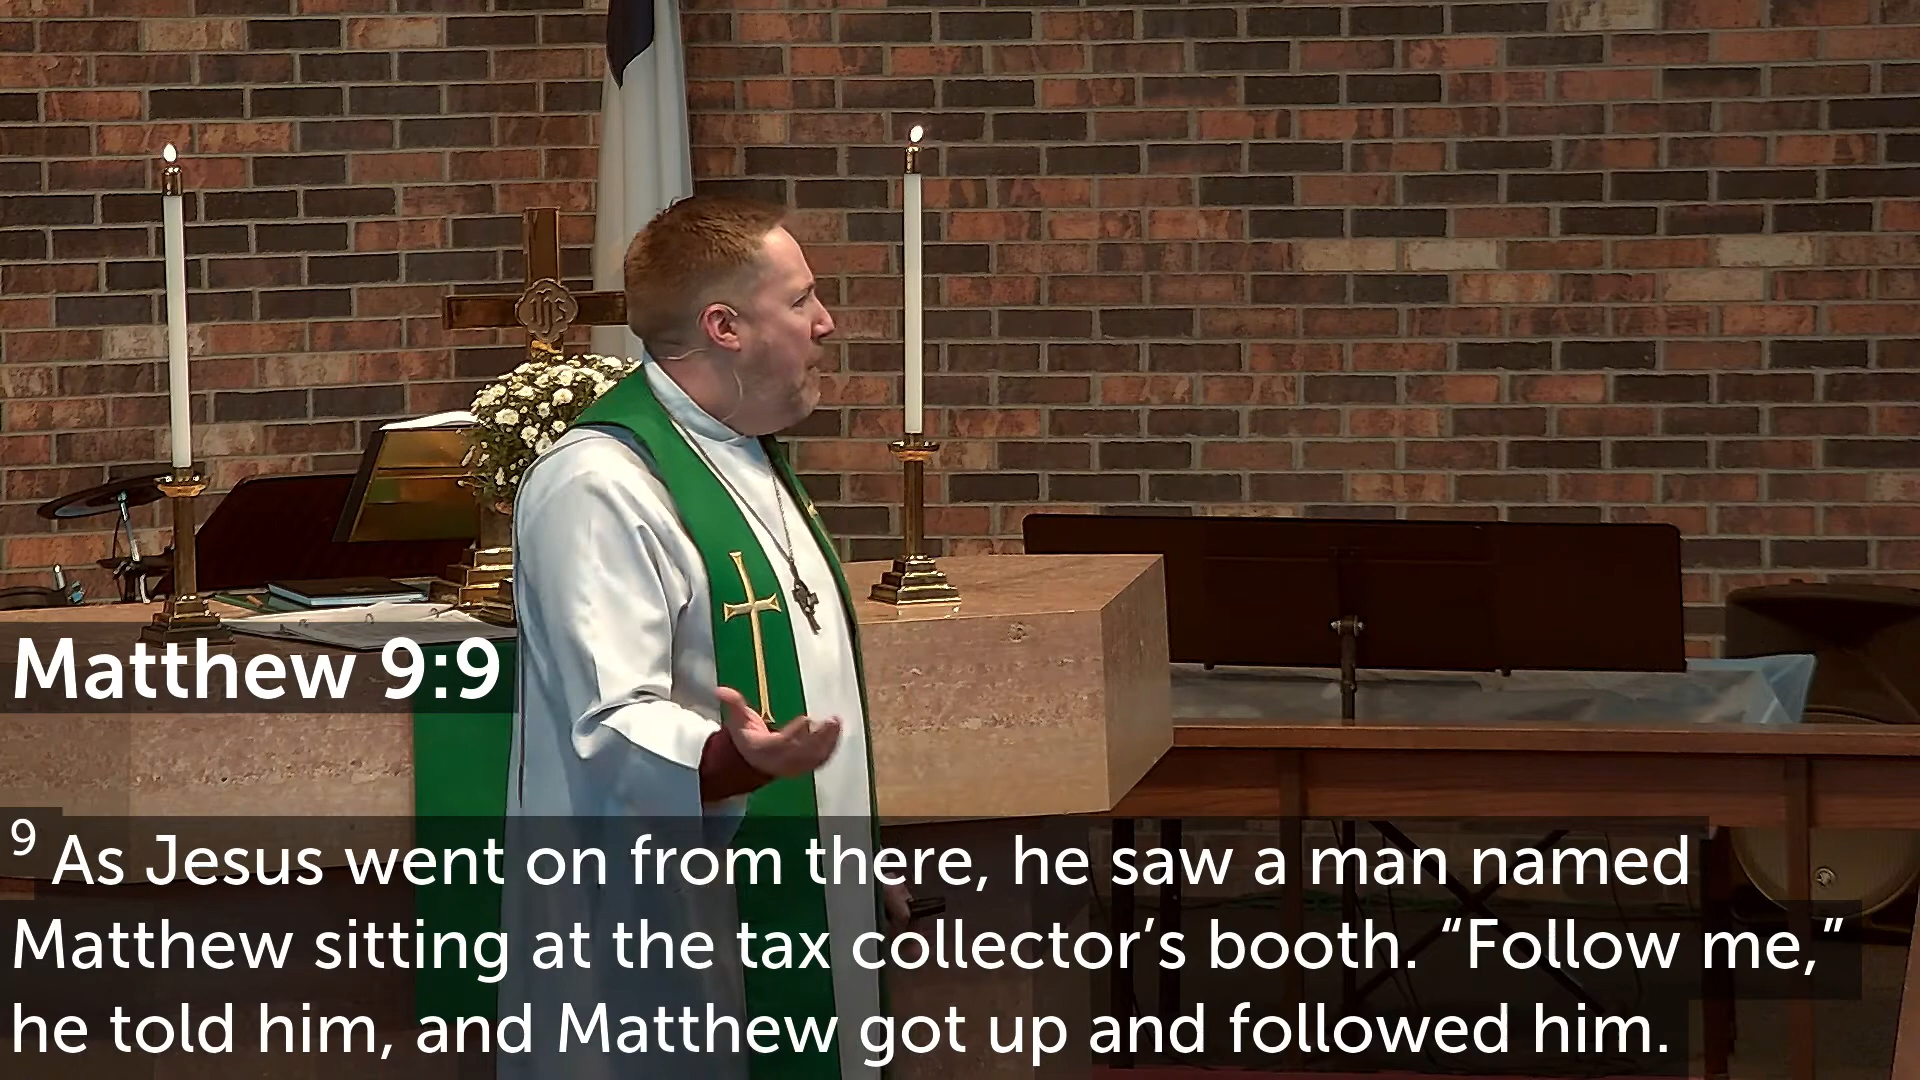 IHS
Matthew 9:9
9 As Jesus went on from there, he saw a man named
Matthew sitting at the tax collector’s booth. “Follow me,”
he told him, and Matthew got up and followed him.